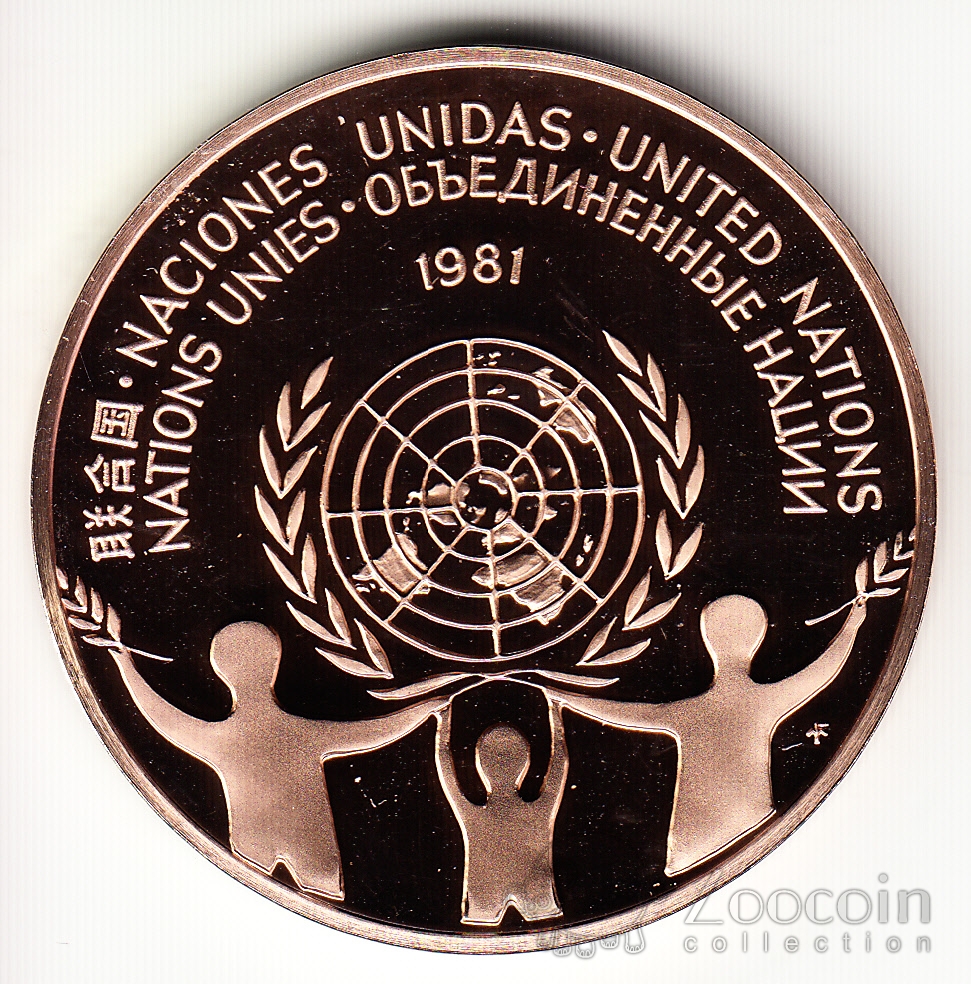 联合国 · NACIONES UNIDAS · UNITED NATIONS
NATIONS UNIES · ОБЪЕДИНЕННЫЕ НАЦИИ
1981
Zoocoin
collection